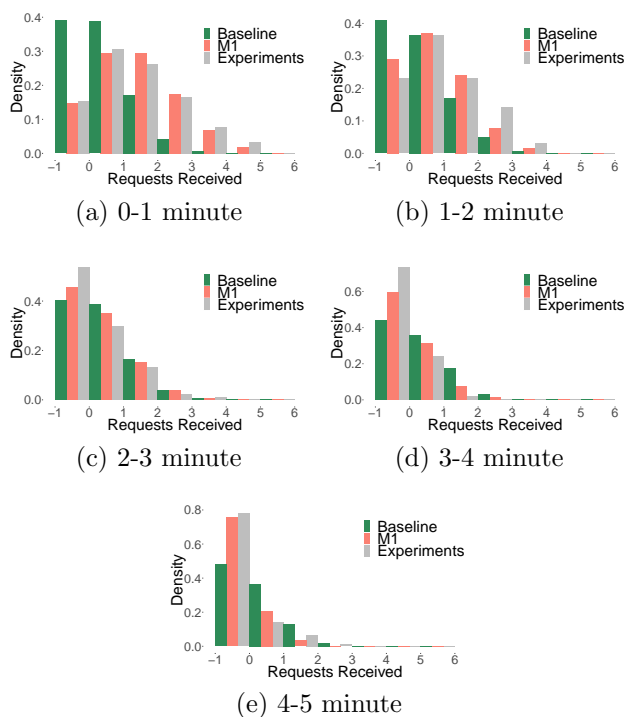 0.4
0.3
0.2
0.1
0.0
Density
Baseline
M1
Experiments
−1 0 1 2 3 4 5 6
Requests Received
(a) 0-1 minute
0.4
0.3
0.2
0.1
0.0
Density
Baseline
M1
Experiments
−1 0 1 2 3 4 5 6
Requests Received
(b) 1-2 minute
0.4
0.2
0.0
Density
Baseline
M1
Experiments
−1 0 1 2 3 4 5 6
Requests Received
(c) 2-3 minute
0.6
0.4
0.2
0.0
Density
Baseline
M1
Experiments
−1 0 1 2 3 4 5 6
Requests Received
(d) 3-4 minute
0.8
0.6
0.4
0.2
0.0
Density
Baseline
M1
Experiments
−1 0 1 2 3 4 5 6
Requests Received
(e) 4-5 minute